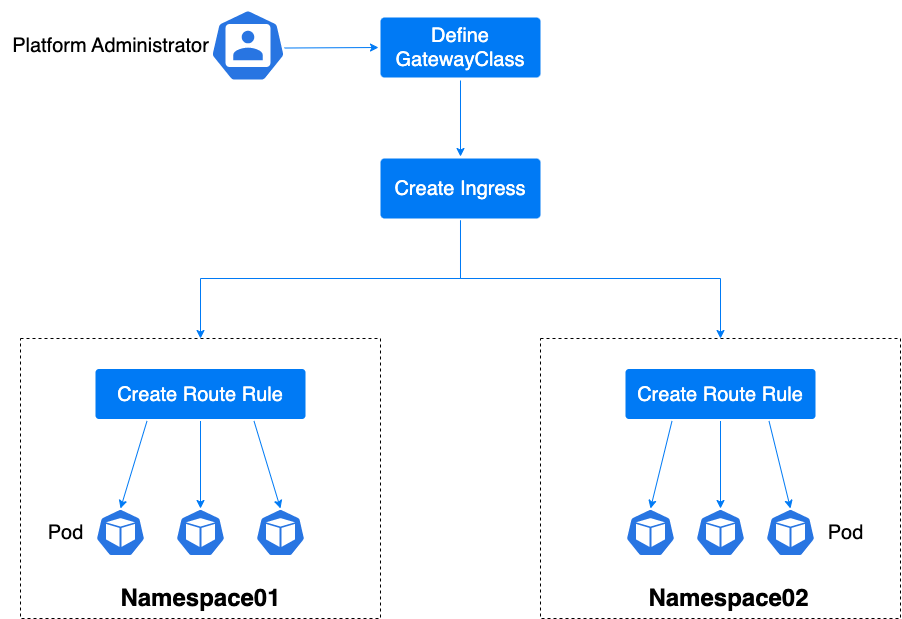 Platform Administrator
Define
GatewayClass
Create Ingress
Create Route Rule
Create Route Rule
Pod
Pod
Namespace01
Namespace02